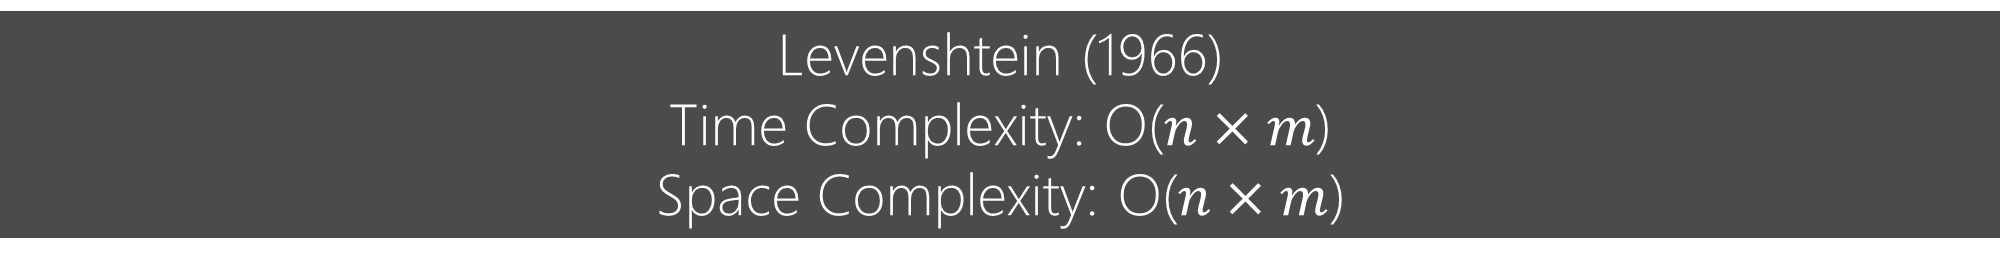 Levenshtein (1966)
Time Complexity: O(n × m)
Space Complexity: O(n × m)